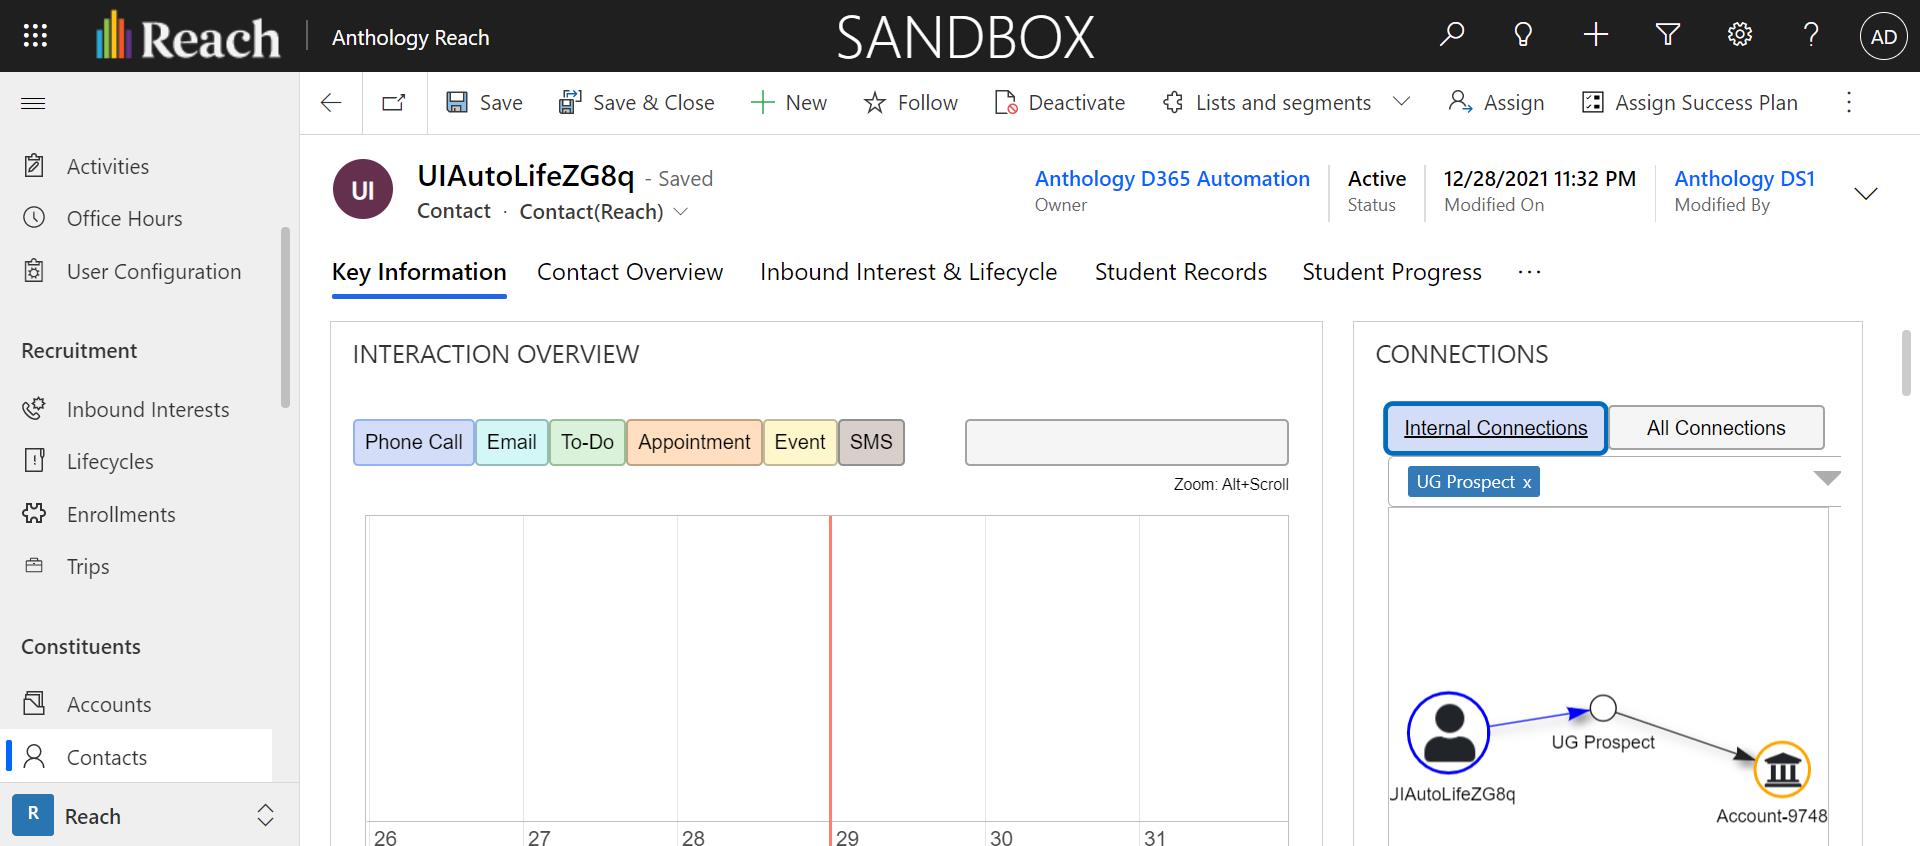 Reach
Anthology Reach
SANDBOX
AD
Save
Save & Close
New
Follow
Deactivate
Lists and segments
Assign
Assign Success Plan
Activities
Office Hours
User Configuration
Recruitment
Inbound Interests
Lifecycles
Enrollments
Trips
Constituents
Accounts
Contacts
R
Reach
UI
UIAutoLifeZG8q - Saved
Contact · Contact(Reach)
Anthology D365 Automation
Owner
Active
Status
12/28/2021 11:32 PM
Modified On
Anthology DS1
Modified By
Key Information
Contact Overview
Inbound Interest & Lifecycle
Student Records
Student Progress
INTERACTION OVERVIEW
Phone Call
Email
To-Do
Appointment
Event
SMS
Zoom: Alt+Scroll
26
27
28
29
30
31
CONNECTIONS
Internal Connections
All Connections
UG Prospect x
UG Prospect
UIAutoLifeZG8q
Account-9748